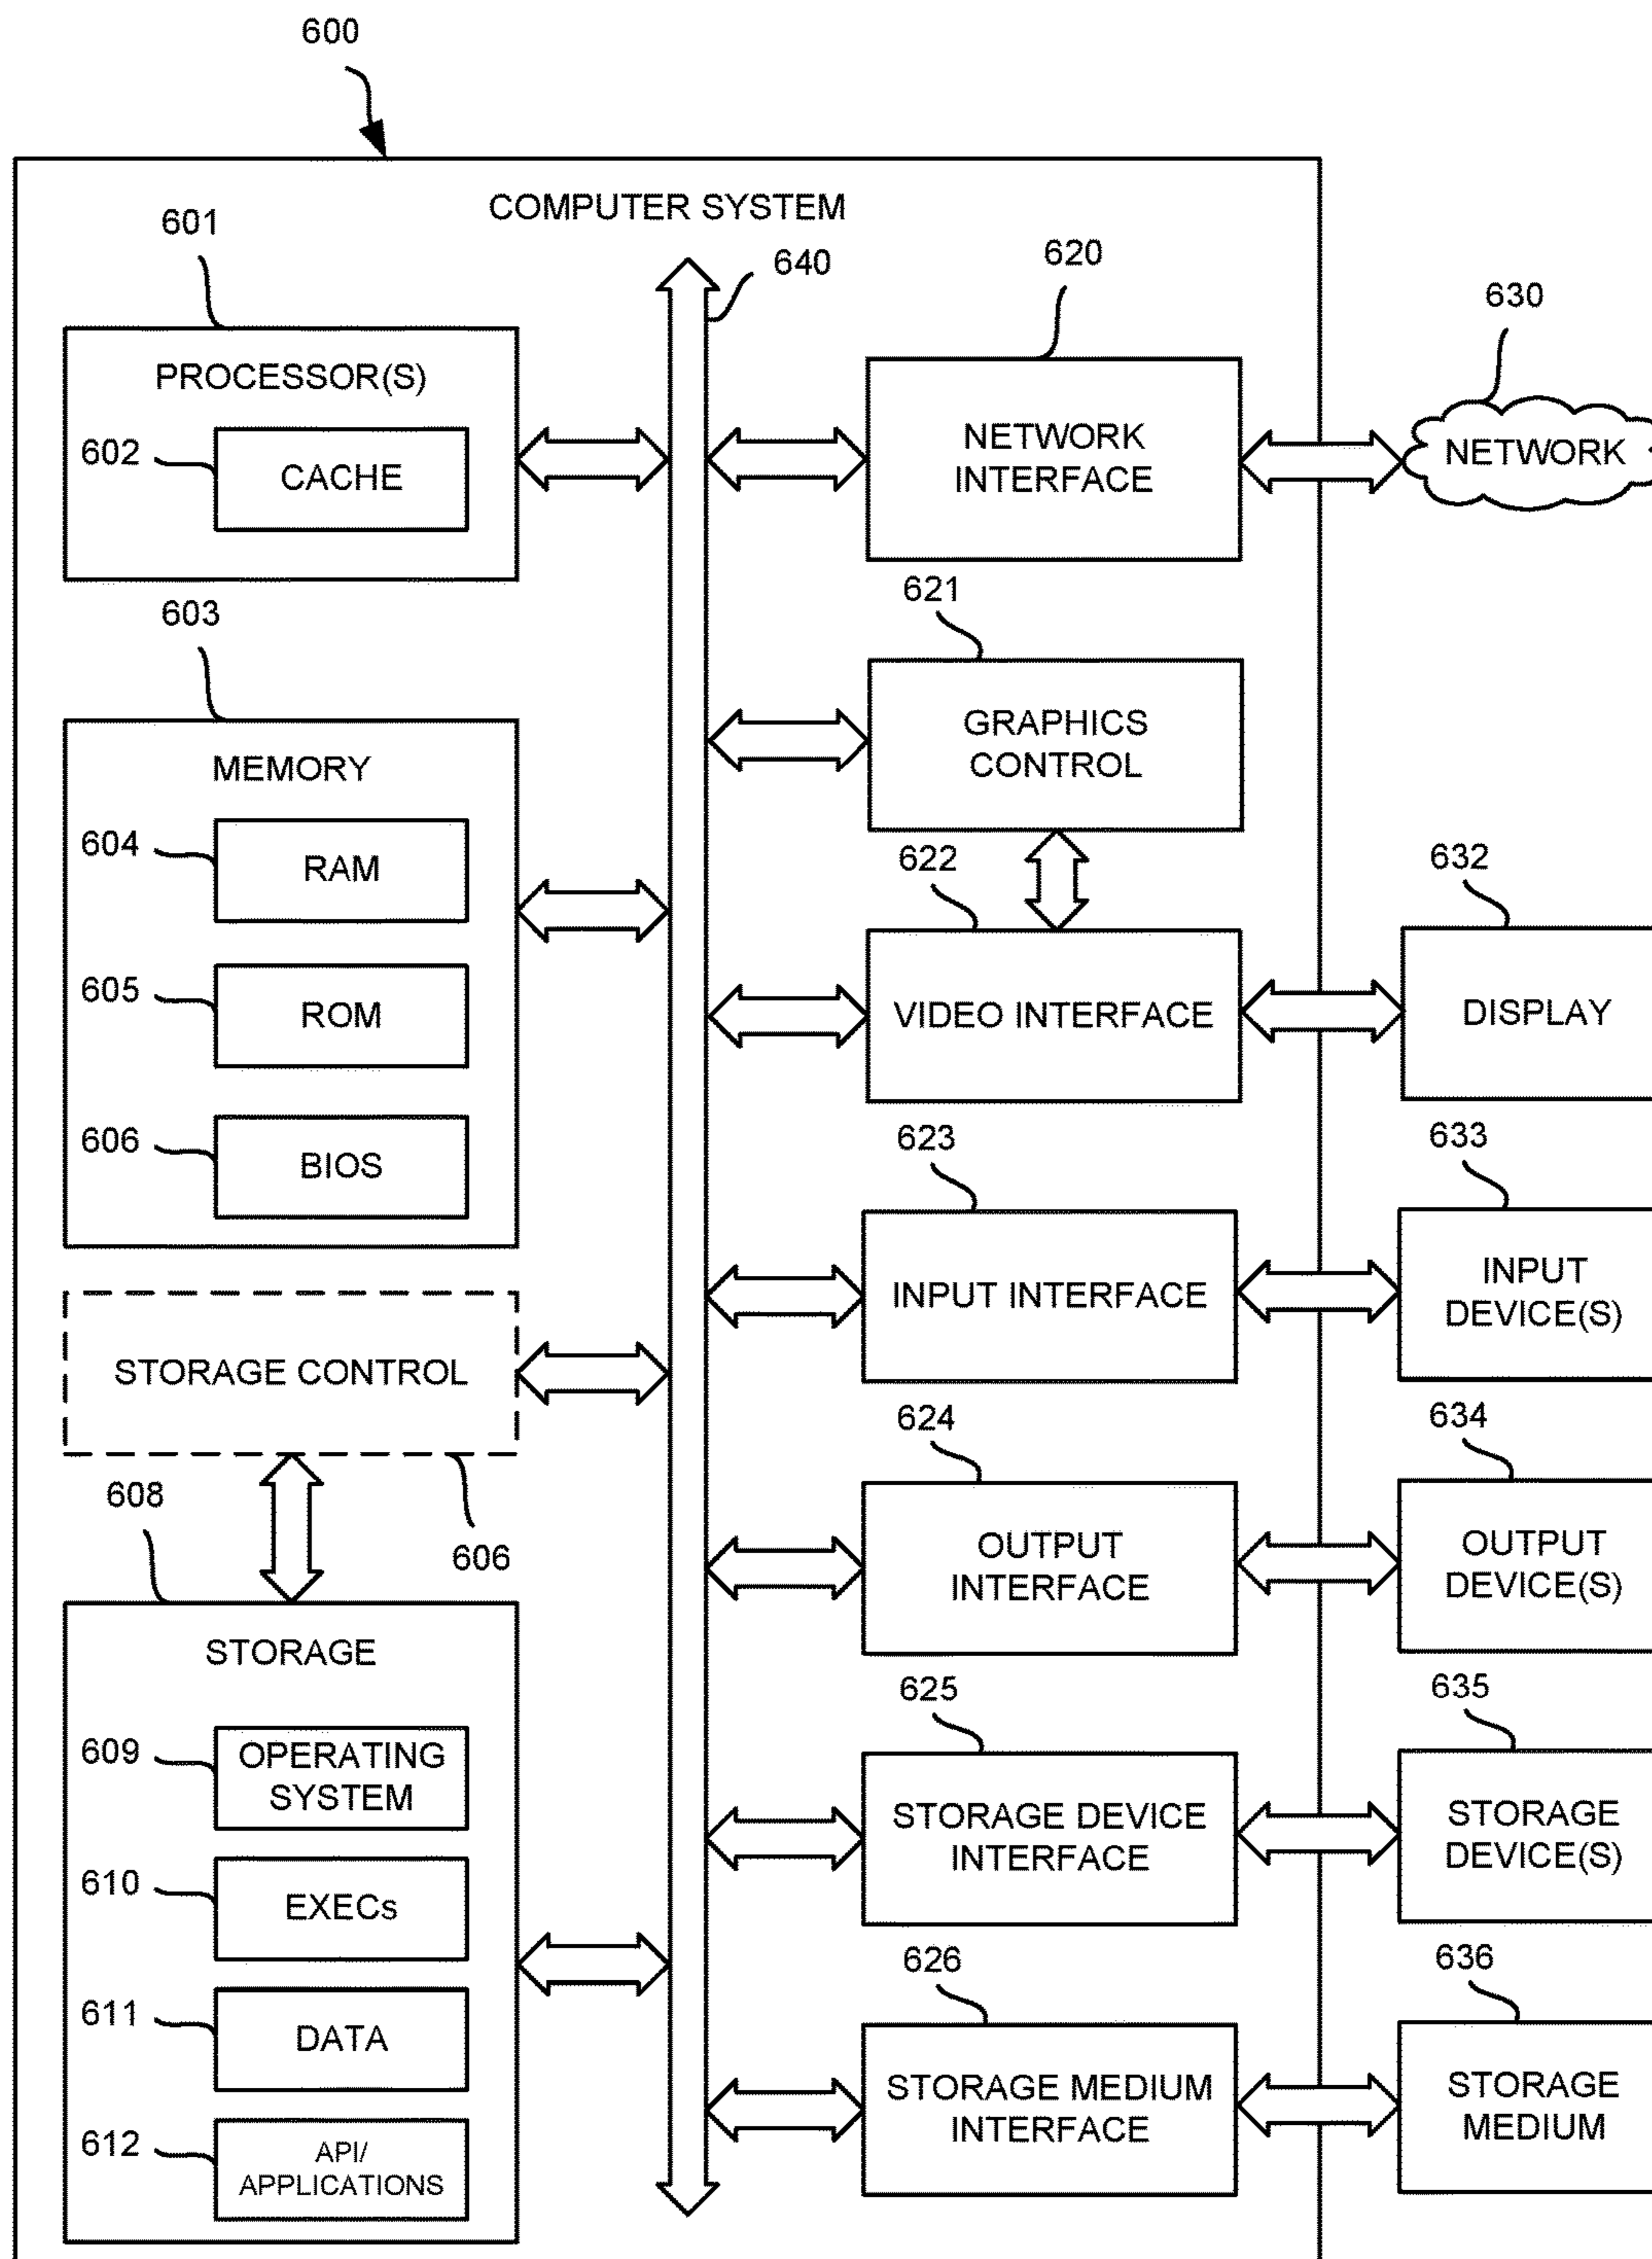 600
COMPUTER SYSTEM
601
640
620
630
PROCESSOR(S)
602
CACHE
NETWORK
INTERFACE
NETWORK
603
621
MEMORY
GRAPHICS
CONTROL
604
RAM
622
632
605
ROM
VIDEO INTERFACE
DISPLAY
606
BIOS
623
633
INPUT INTERFACE
INPUT
DEVICE(S)
STORAGE CONTROL
606
624
634
608
OUTPUT
INTERFACE
OUTPUT
DEVICE(S)
STORAGE
625
635
609
OPERATING
SYSTEM
STORAGE DEVICE
INTERFACE
STORAGE
DEVICE(S)
610
EXECs
626
636
611
DATA
STORAGE MEDIUM
INTERFACE
STORAGE
MEDIUM
612
API/
APPLICATIONS